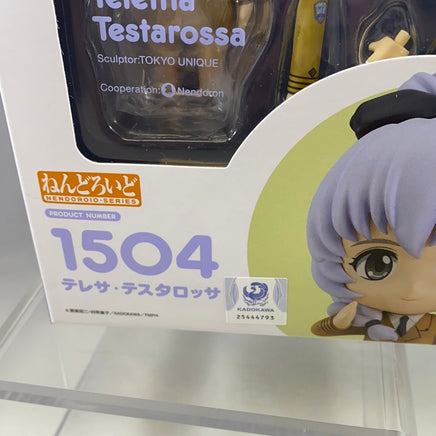 Teletha
Testarossa
Sculptor:TOKYO UNIQUE
Cooperation: Nendoron
ねんどろいど
NENDOROID-SERIES
PRODUCT NUMBER
1504
テレサ・テスタロッサ
KADOKAWA
25444793